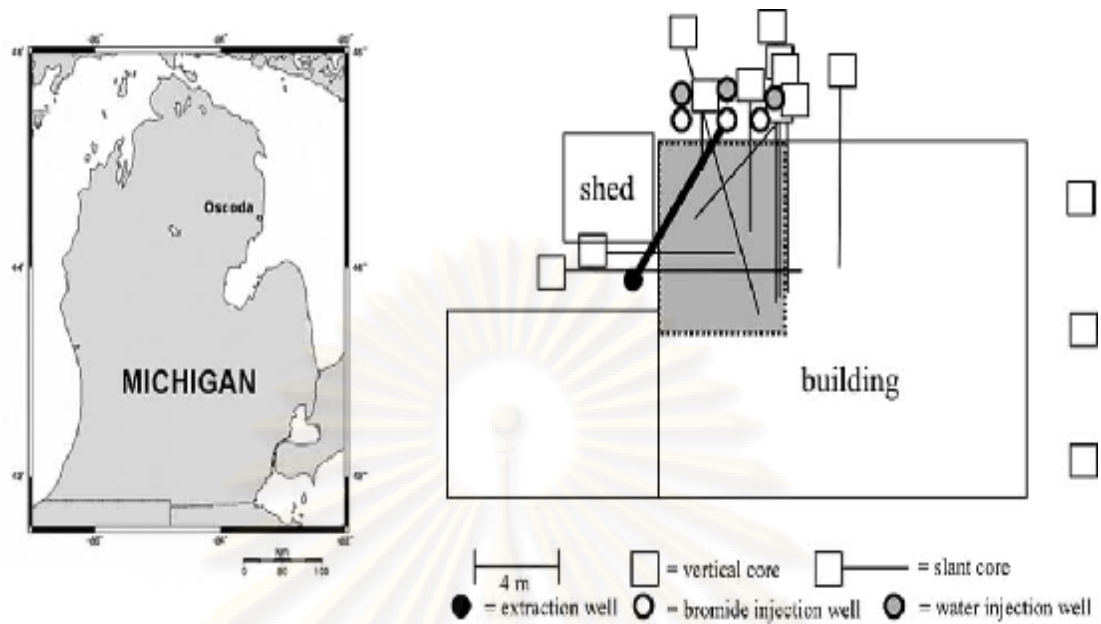 Oscoda
MICHIGAN
shed
building
4 m
= vertical core
= slant core
= extraction well
= bromide injection well
= water injection well